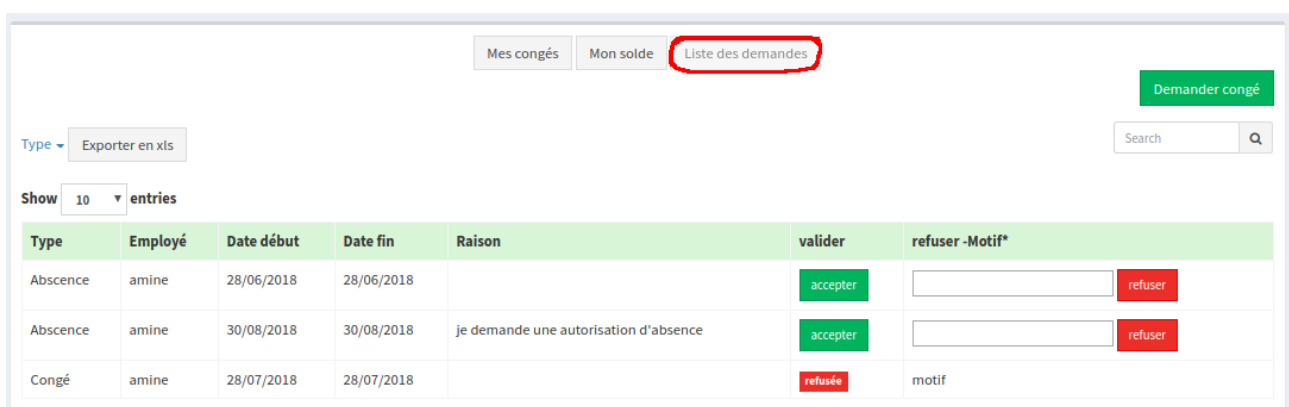 Mes congés Mon solde Liste des demandes
Demander congé
Type Exporter en xls Search
Show 10 entries
Type Employé Date début Date fin Raison valider refuser -Motif*
Abscence amine 28/06/2018 28/06/2018 accepter refuser
Abscence amine 30/08/2018 30/08/2018 je demande une autorisation d'absence accepter refuser
Congé amine 28/07/2018 28/07/2018 refusée motif